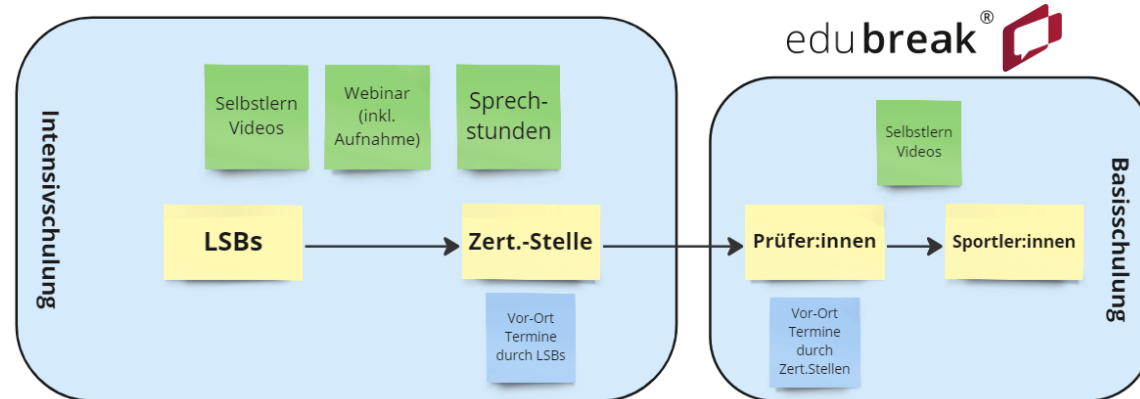 edubreak®
Intensivschulung
Selbstlern
Videos
Webinar
(inkl.
Aufnahme)
Sprech-
stunden
LSBs
Zert.-Stelle
Vor-Ort
Termine
durch LSBs
Selbstlern
Videos
Prüfer:innen
Sportler:innen
Vor-Ort
Termine
durch
Zert.Stellen
Basisschulung